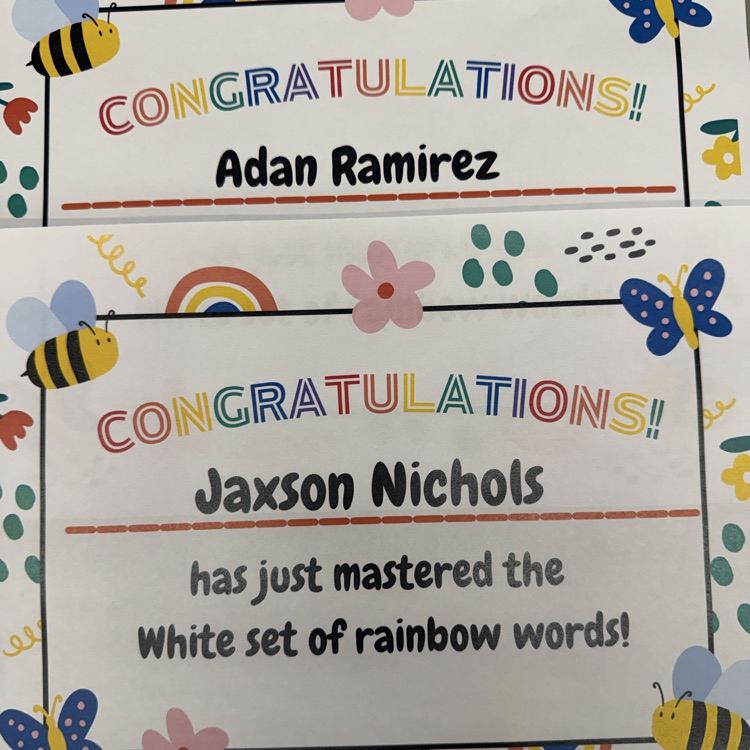 CONGRATULATIONS!!
Adan Ramirez
CONGRATULATIONS!!
Jaxson Nichols
has just mastered the
White set of rainbow words!